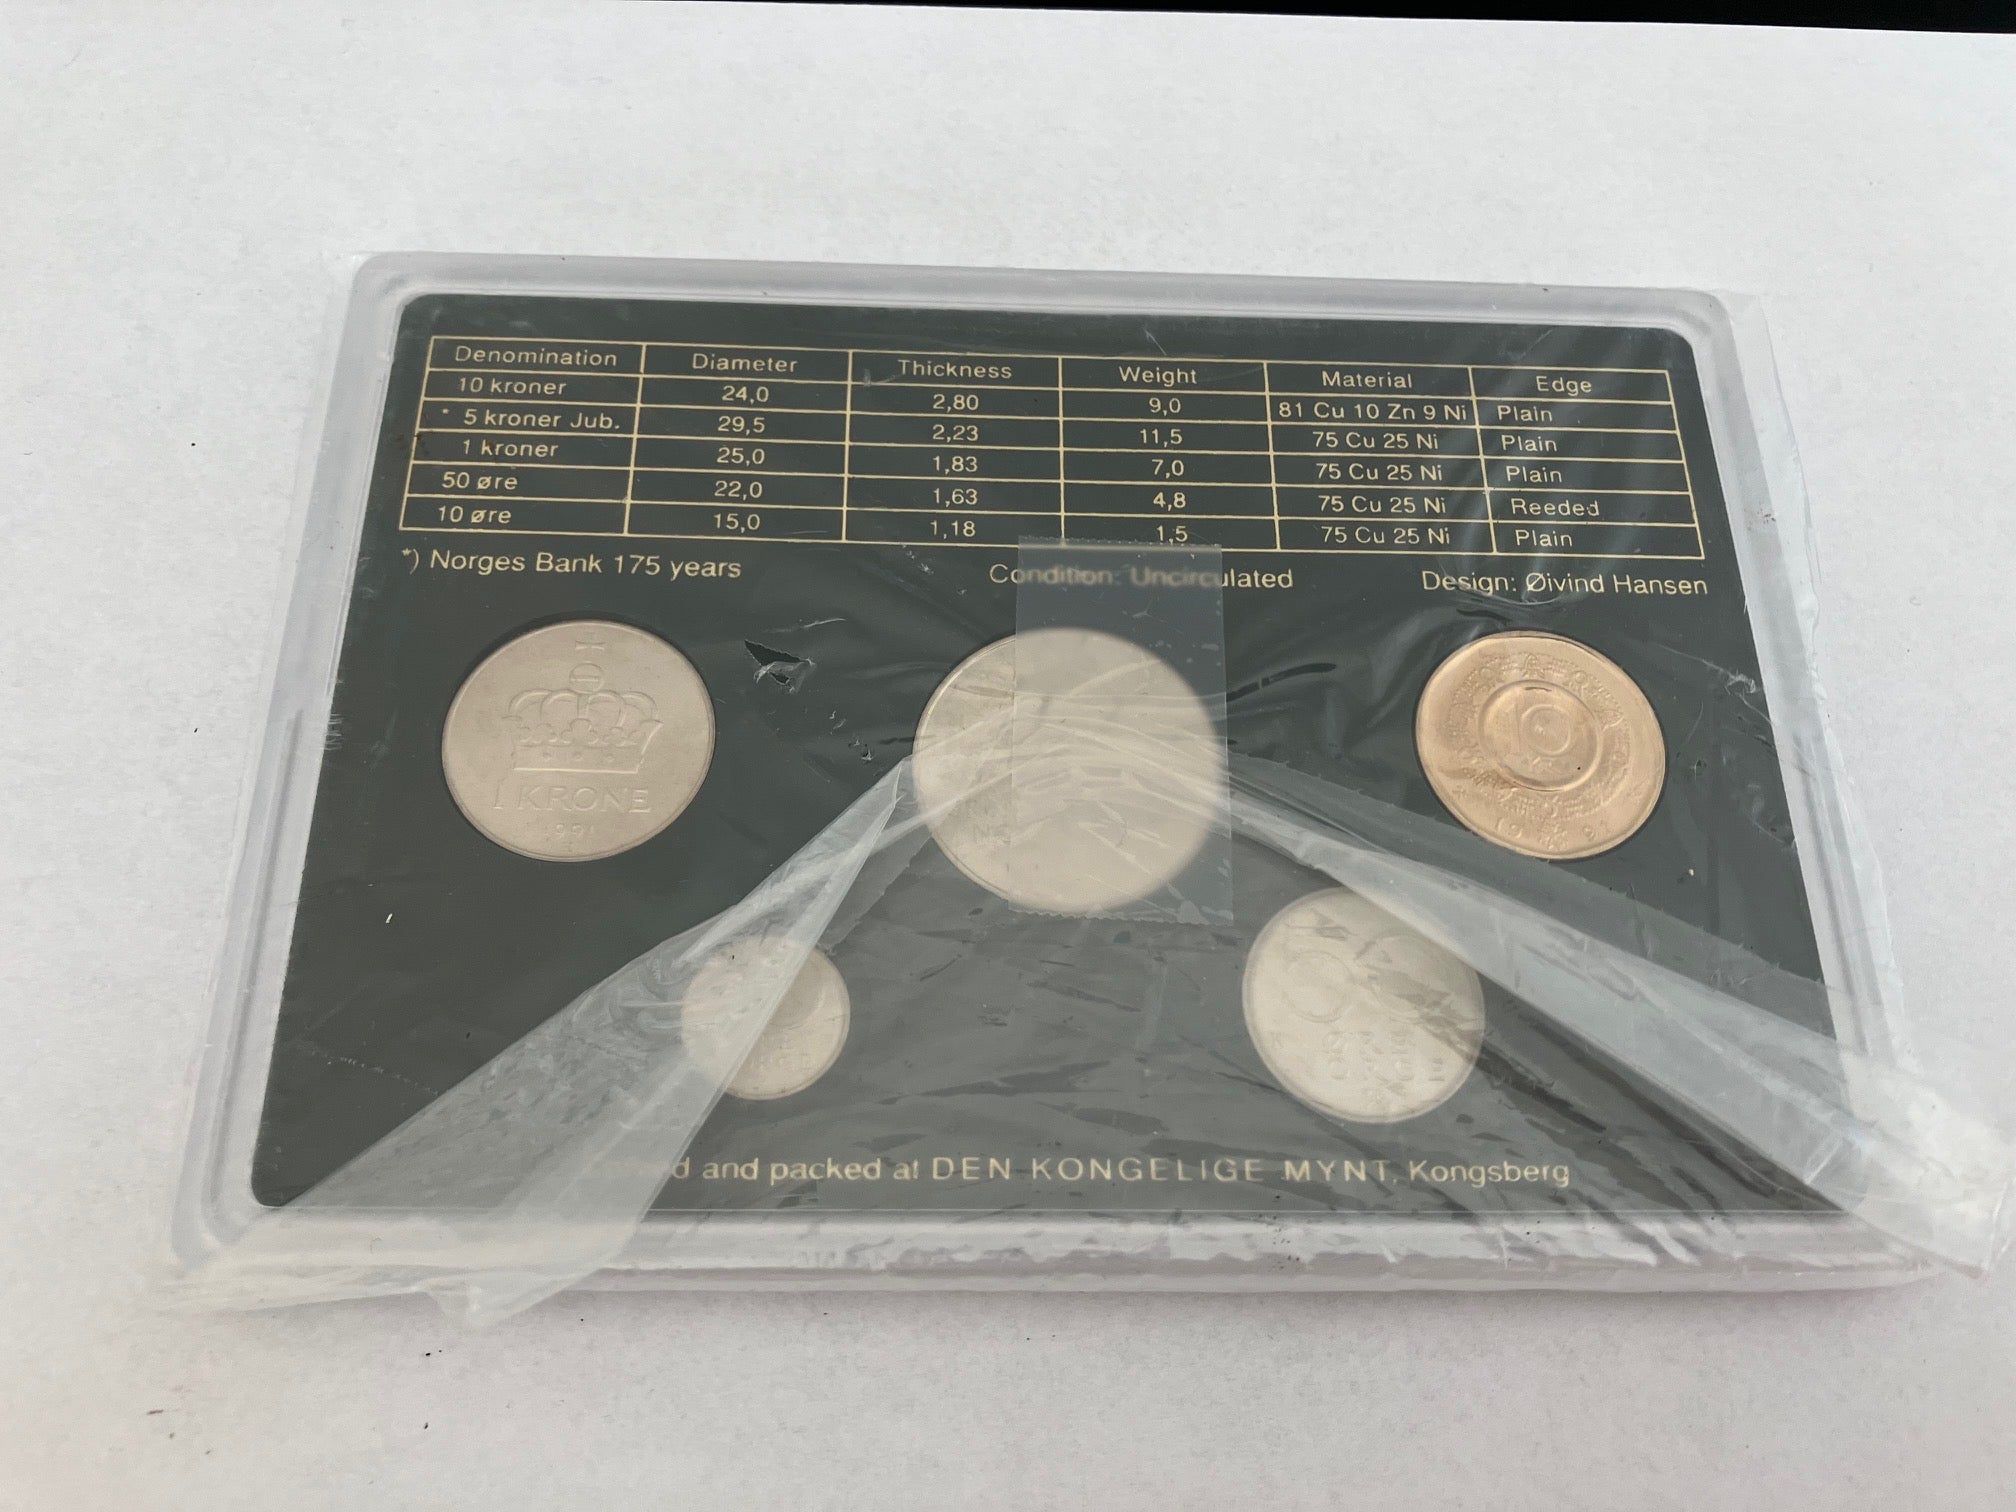 Denomination Diameter Thickness Weight Material Edge
10 kroner 24,0 2,80 9,0 81 Cu 10 Zn 9 Ni Plain
* 5 kroner Jub. 29,5 2,23 11,5 75 Cu 25 Ni Plain
1 kroner 25,0 1,83 7,0 75 Cu 25 Ni Plain
50 øre 22,0 1,63 4,8 75 Cu 25 Ni Reeded
10 øre 15,0 1,18 1,5 75 Cu 25 Ni Plain
*) Norges Bank 175 years Condition: Uncirculated Design: Øivind Hansen
1 KRONE
1991
10
KR
1991
and packed at DEN KONGELIGE MYNT, Kongsberg